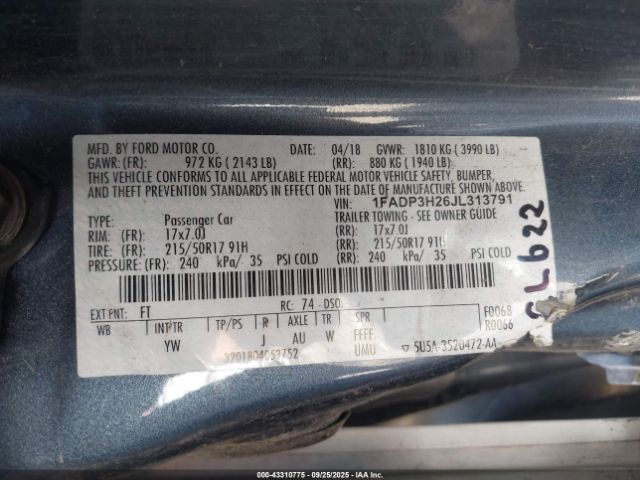 MFD. BY FORD MOTOR CO. DATE: 04/18 GVWR: 1810 KG ( 3990 LB)
GAWR: (FR): 972 KG ( 2143 LB) (RR): 880 KG ( 1940 LB)
THIS VEHICLE CONFORMS TO ALL APPLICABLE FEDERAL MOTOR VEHICLE SAFETY, BUMPER,
AND THEFT PREVENTION STANDARDS IN EFFECT ON THE DATE OF MANUFACTURE SHOWN ABOVE.
VIN: 1FADP3H26JL313791
TYPE: Passenger Car TRAILER TOWING - SEE OWNER GUIDE
RIM: (FR) 17x7.0J (RR): 17x7.0J
TIRE: (FR) 215/50R17 91H (RR): 215/50R17 91H
PRESSURE: (FR) 240 kPa/ 35 PSI COLD (RR): 240 kPa/ 35 PSI COLD
EXT PNT: FT RC: 74 DSO: F0068
WB INT TR TP/PS R AXLE TR SPR R0066
YW J AU W FFFF
3201804053752 UMU ▽ 5U5A-3520472-AA
CL622
000-43310775 - 09/25/2025 - IAAI.COM